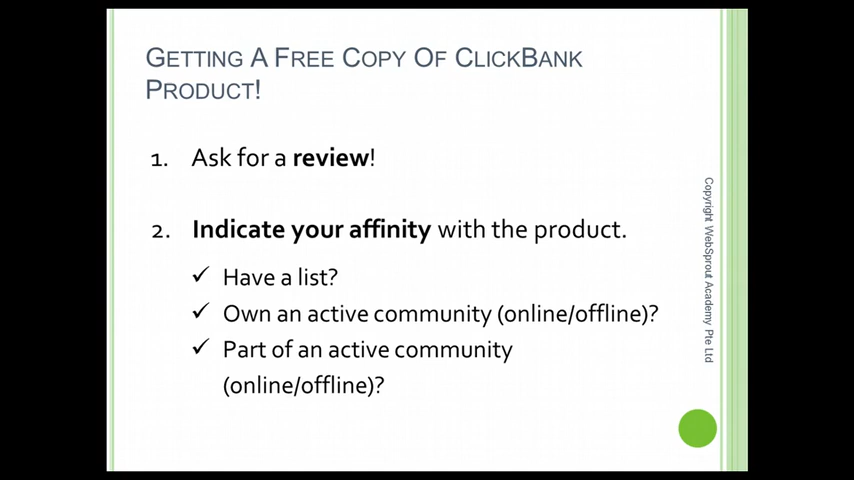 GETTING A FREE COPY OF CLICKBANK
PRODUCT!
1. Ask for a review!
2. Indicate your affinity with the product.
✓ Have a list?
✓ Own an active community (online/offline)?
✓ Part of an active community
(online/offline)?
Copyright WebSprout Academy Pte Ltd